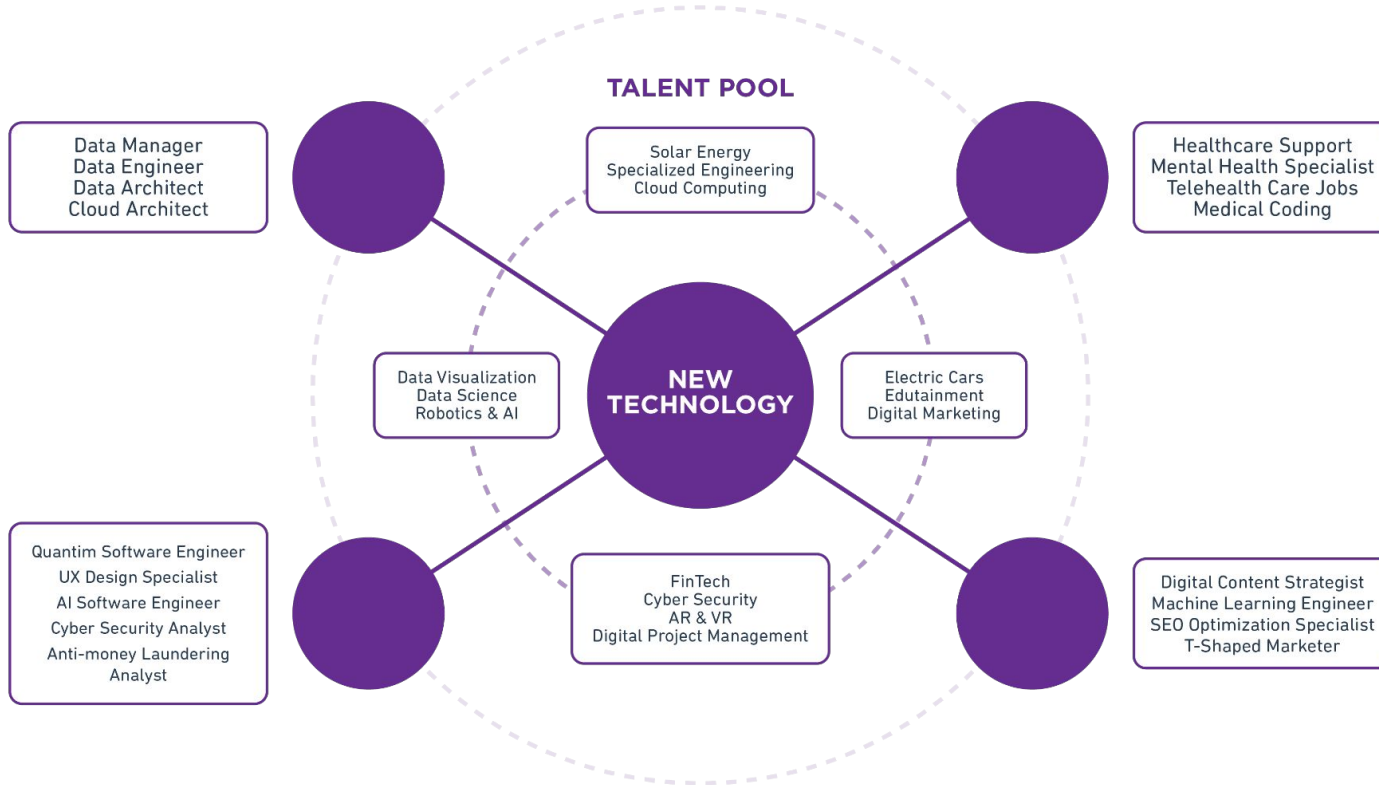 TALENT POOL
Data Manager
Data Engineer
Data Architect
Cloud Architect
Solar Energy
Specialized Engineering
Cloud Computing
Healthcare Support
Mental Health Specialist
Telehealth Care Jobs
Medical Coding
Data Visualization
Data Science
Robotics & AI
NEW
TECHNOLOGY
Electric Cars
Edutainment
Digital Marketing
Quantim Software Engineer
UX Design Specialist
AI Software Engineer
Cyber Security Analyst
Anti-money Laundering
Analyst
FinTech
Cyber Security
AR & VR
Digital Project Management
Digital Content Strategist
Machine Learning Engineer
SEO Optimization Specialist
T-Shaped Marketer